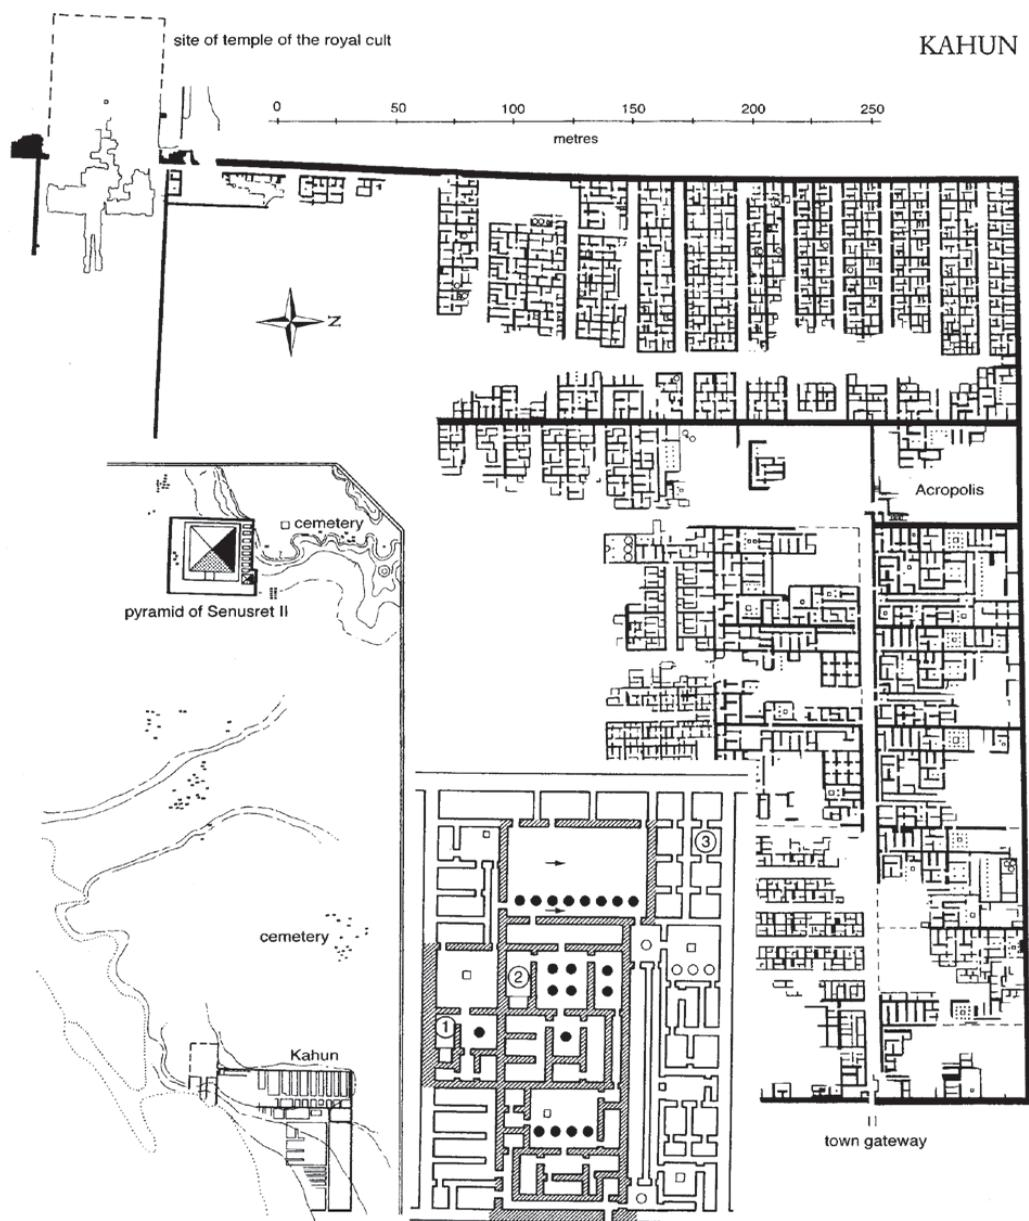 site of temple of the royal cult
KAHUN
0 50 100 150 200 250
metres
N
Acropolis
cemetery
pyramid of Senusret II
3
2
cemetery
1
Kahun
town gateway